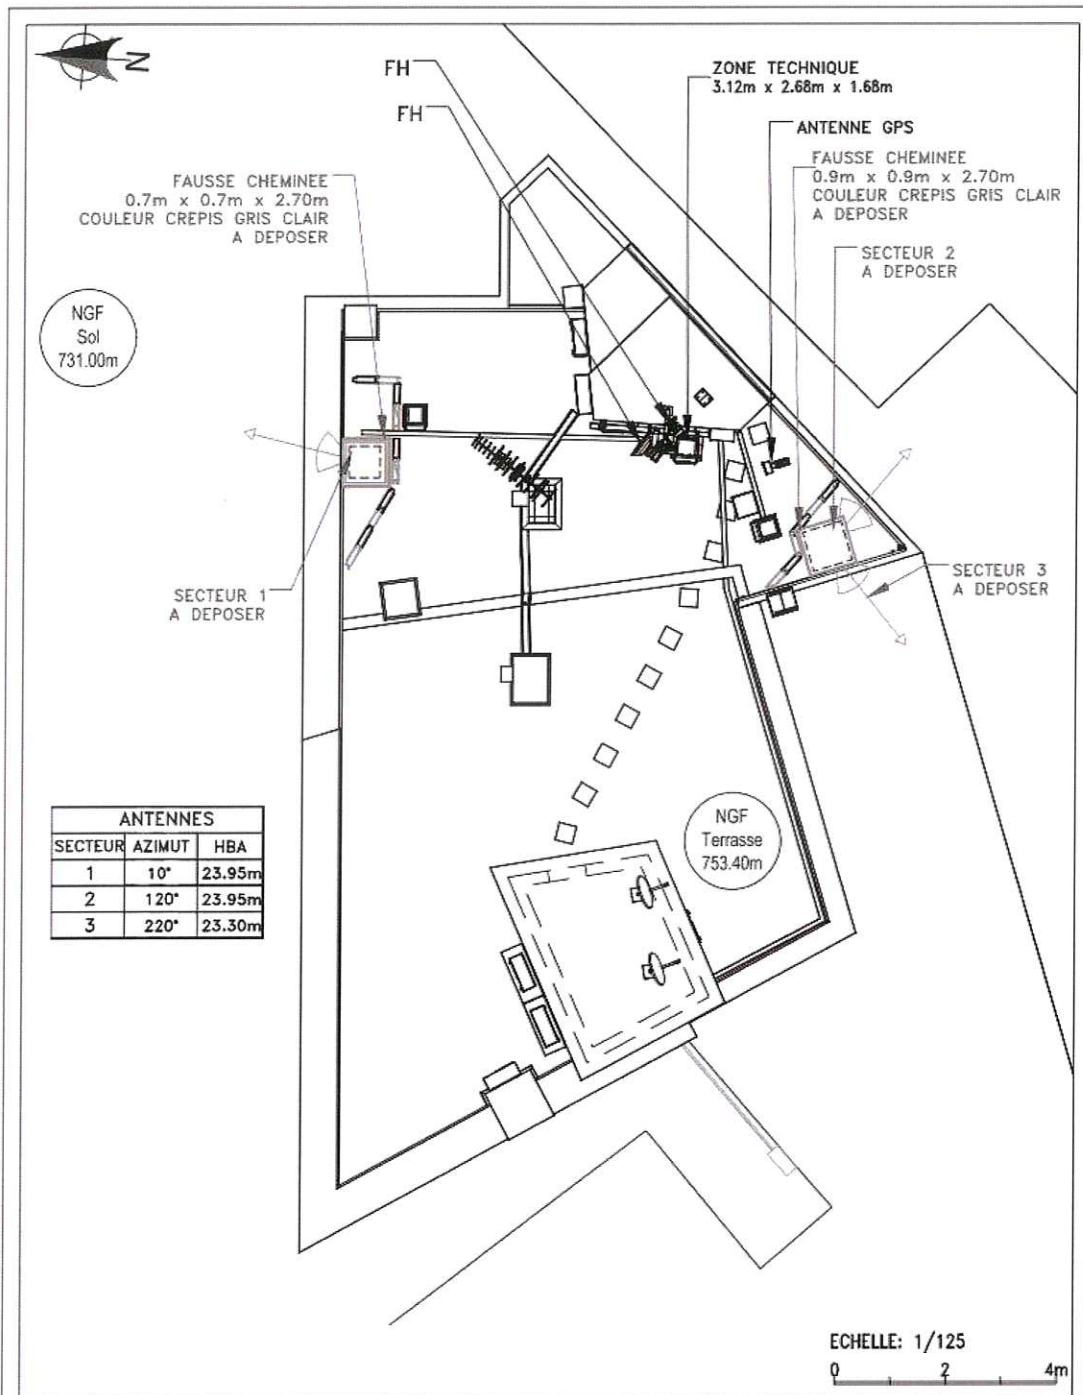 N
FH
FH
ZONE TECHNIQUE
3.12m x 2.68m x 1.68m
ANTENNE GPS
FAUSSE CHEMINEE
0.9m x 0.9m x 2.70m
COULEUR CREPIS GRIS CLAIR
A DEPOSER
FAUSSE CHEMINEE
0.7m x 0.7m x 2.70m
COULEUR CREPIS GRIS CLAIR
A DEPOSER
SECTEUR 2
A DEPOSER
NGF
Sol
731.00m
SECTEUR 1
A DEPOSER
SECTEUR 3
A DEPOSER
NGF
Terrasse
753.40m
ANTENNES
SECTEUR AZIMUT HBA
1 10° 23.95m
2 120° 23.95m
3 220° 23.30m
ECHELLE: 1/125
0 2 4m